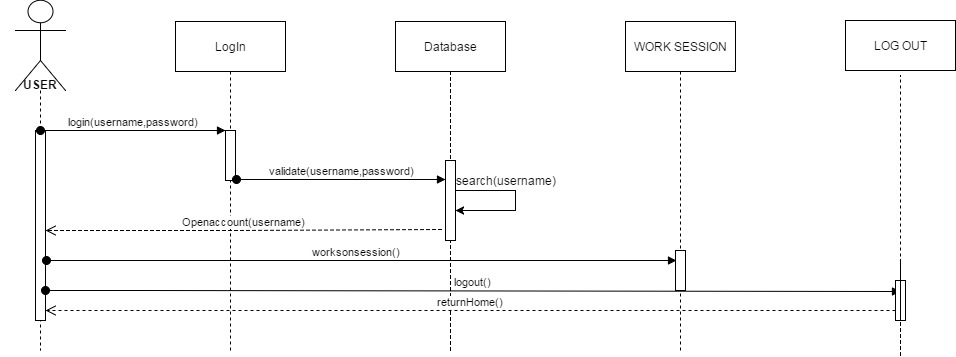 USER
LogIn
Database
WORK SESSION
LOG OUT
login(username,password)
validate(username,password)
search(username)
Openaccount(username)
worksonsession()
logout()
returnHome()